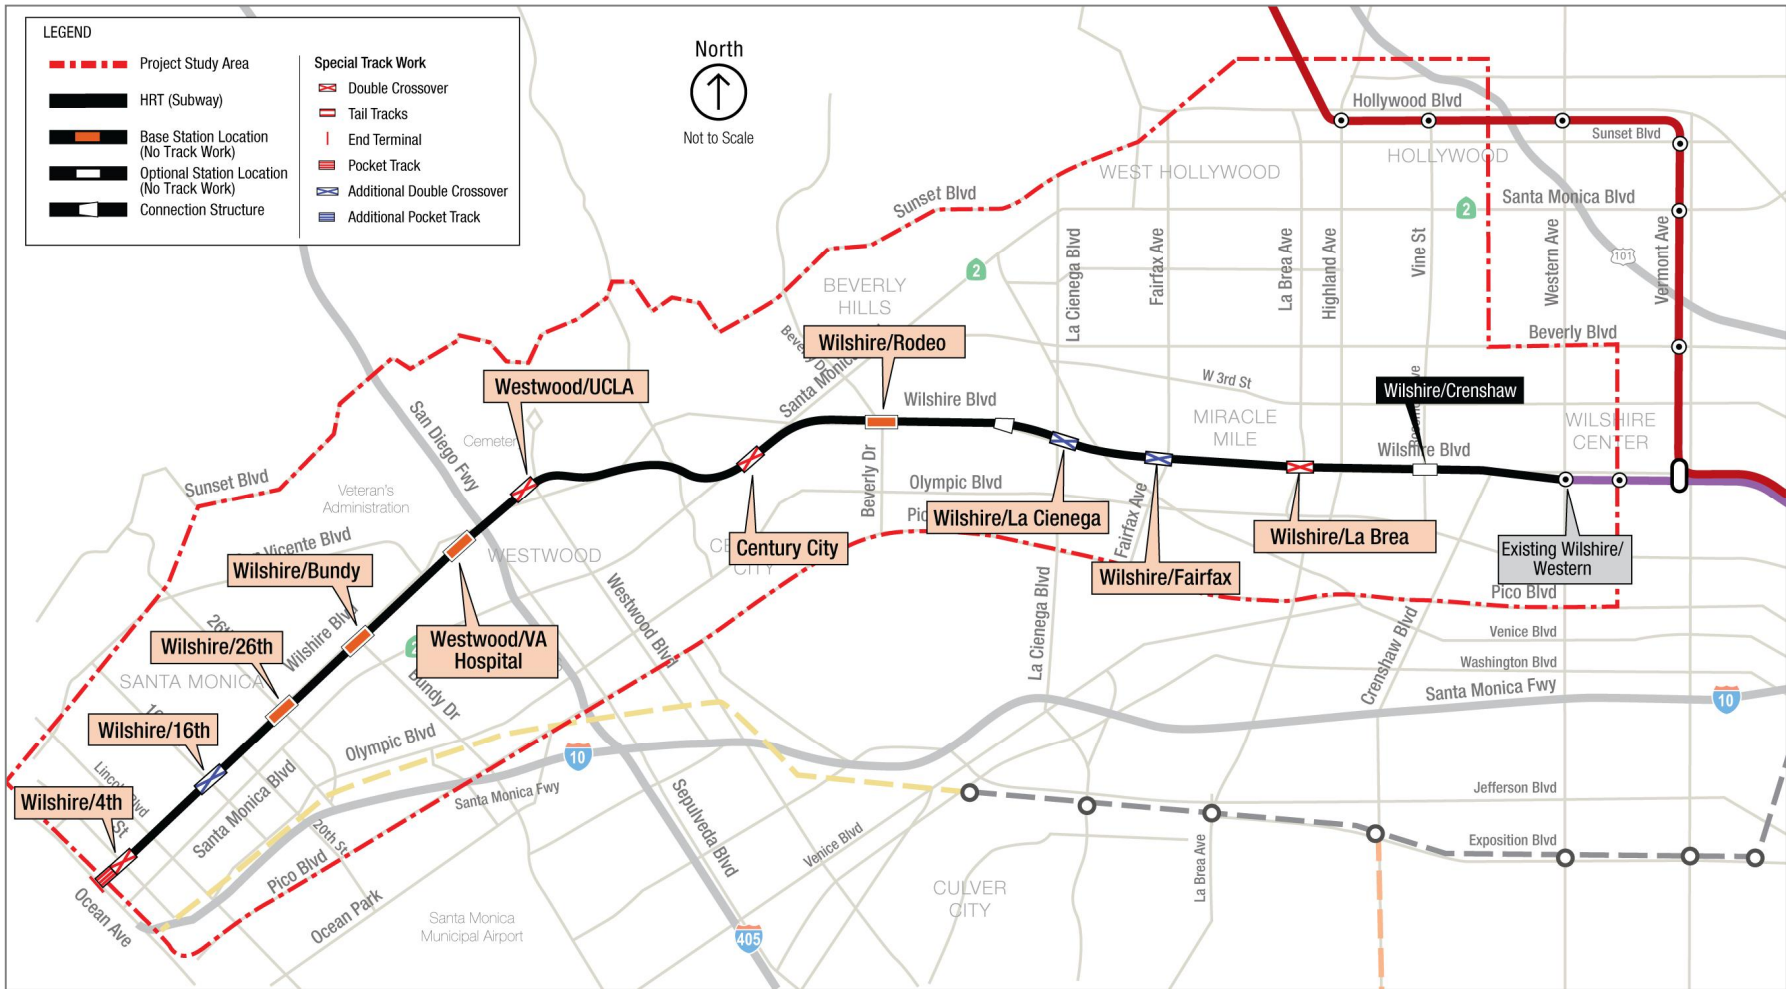 LEGEND
Project Study Area
HRT (Subway)
Base Station Location
(No Track Work)
Optional Station Location
(No Track Work)
Connection Structure
Special Track Work
Double Crossover
Tail Tracks
End Terminal
Pocket Track
Additional Double Crossover
Additional Pocket Track
North
Not to Scale
Hollywood Blvd
Sunset Blvd
HOLLYWOOD
WEST HOLLYWOOD
Santa Monica Blvd
2
Sunset Blvd
2
101
La Cienega Blvd
Fairfax Ave
La Brea Ave
Highland Ave
Vine St
Western Ave
Vermont Ave
BEVERLY
HILLS
Beverly Blvd
Wilshire/Rodeo
Santa Monica
Westwood/UCLA
Wilshire Blvd
W 3rd St
Wilshire/Crenshaw
MIRACLE
MILE
WILSHIRE
CENTER
Wilshire Blvd
San Diego Fwy
Beverly Dr
Olympic Blvd
Sunset Blvd
Veteran's
Administration
Wilshire/La Cienega
Fairfax Ave
Wilshire/La Brea
Existing Wilshire/
Western
Century City
Wilshire/Fairfax
Pico Blvd
WESTWOOD
CITY
Vicente Blvd
Wilshire/Bundy
Wilshire Blvd
Westwood Blvd
La Cienega Blvd
Crenshaw Blvd
Venice Blvd
Washington Blvd
Santa Monica Fwy
10
Wilshire/26th
Westwood/VA
Hospital
SANTA MONICA
Bundy Dr
Wilshire/16th
Olympic Blvd
10
Santa Monica Fwy
Santa Monica Blvd
Wilshire/4th
St
20th St
Pico Blvd
Ocean Park
Ocean Ave
Sepulveda Blvd
Venice Blvd
La Brea Ave
Jefferson Blvd
Exposition Blvd
CULVER
CITY
Santa Monica
Municipal Airport
405